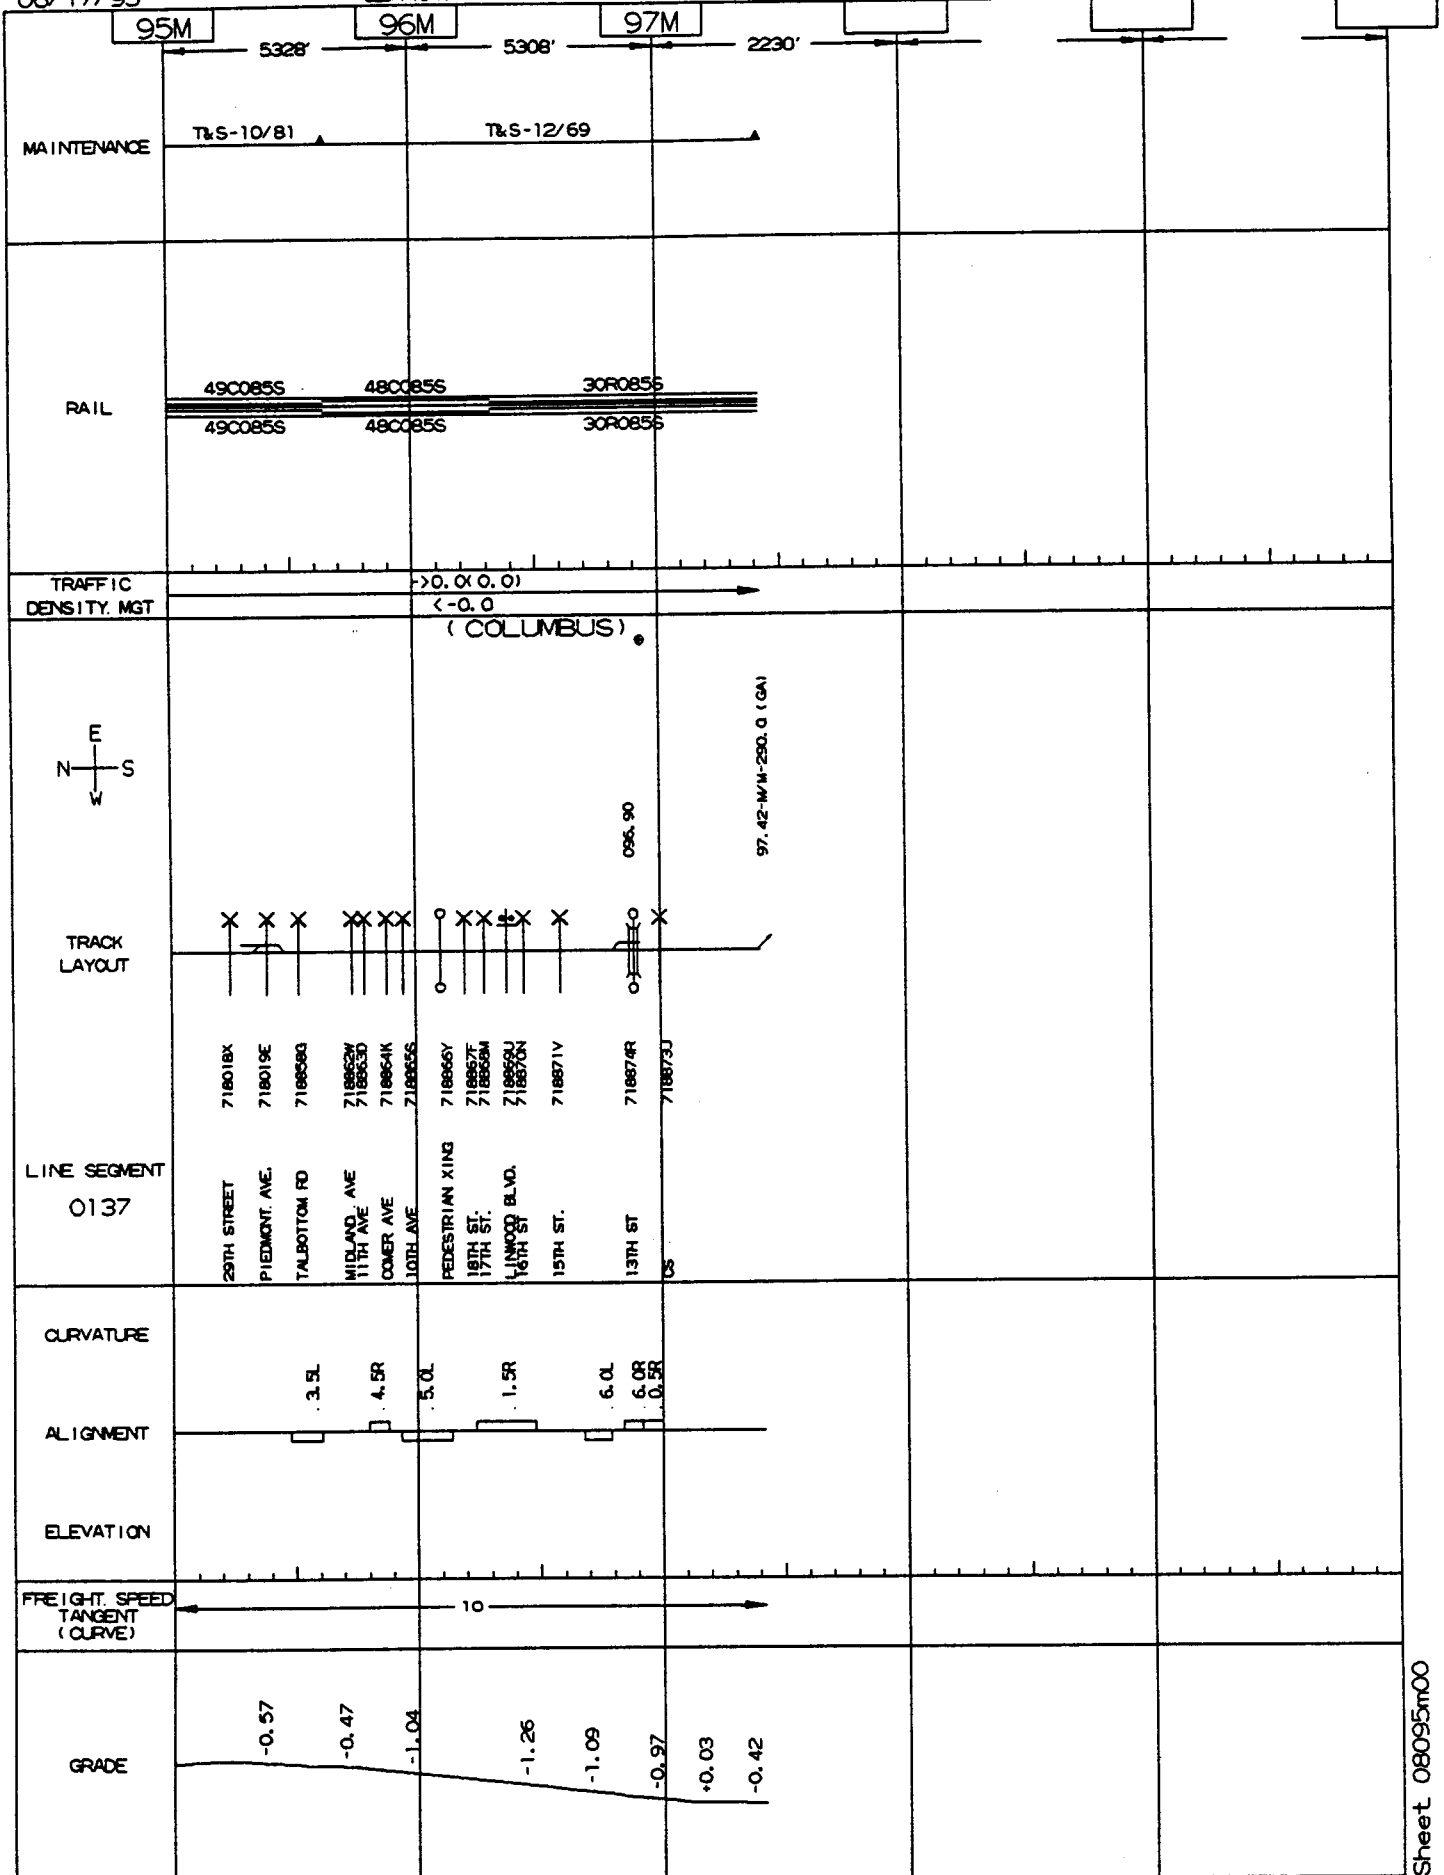 95M 96M 97M
5328' 5308' 2230'
MAINTENANCE
T&S-10/81 T&S-12/69
RAIL
49C085S 48C085S 30R085S
49C085S 48C085S 30R085S
TRAFFIC
DENSITY. MGT
->0.0(0.0)
<-0.0
(COLUMBUS)
E
N S
W
096.90
97.42-M/M-290.0 (GA)
TRACK
LAYOUT
718018X
718019E
718858G
718862W
718863D
718864K
718865S
718866Y
718867F
718868M
718869U
718870N
718871V
718874R
718873J
LINE SEGMENT
0137
29TH STREET
PIEDMONT. AVE.
TALBOTTOM RD
MIDLAND. AVE
11TH AVE
COMER AVE
10TH AVE
PEDESTRIAN XING
18TH ST.
17TH ST.
LINWOOD BLVD.
16TH ST
15TH ST.
13TH ST
CS
CURVATURE
3.5L
4.5R
5.0L
1.5R
6.0L
6.0R
0.5R
ALIGNMENT
ELEVATION
FREIGHT. SPEED
TANGENT
(CURVE)
10
GRADE
-0.57
-0.47
-1.04
-1.26
-1.09
-0.97
+0.03
-0.42
Sheet 08095m00